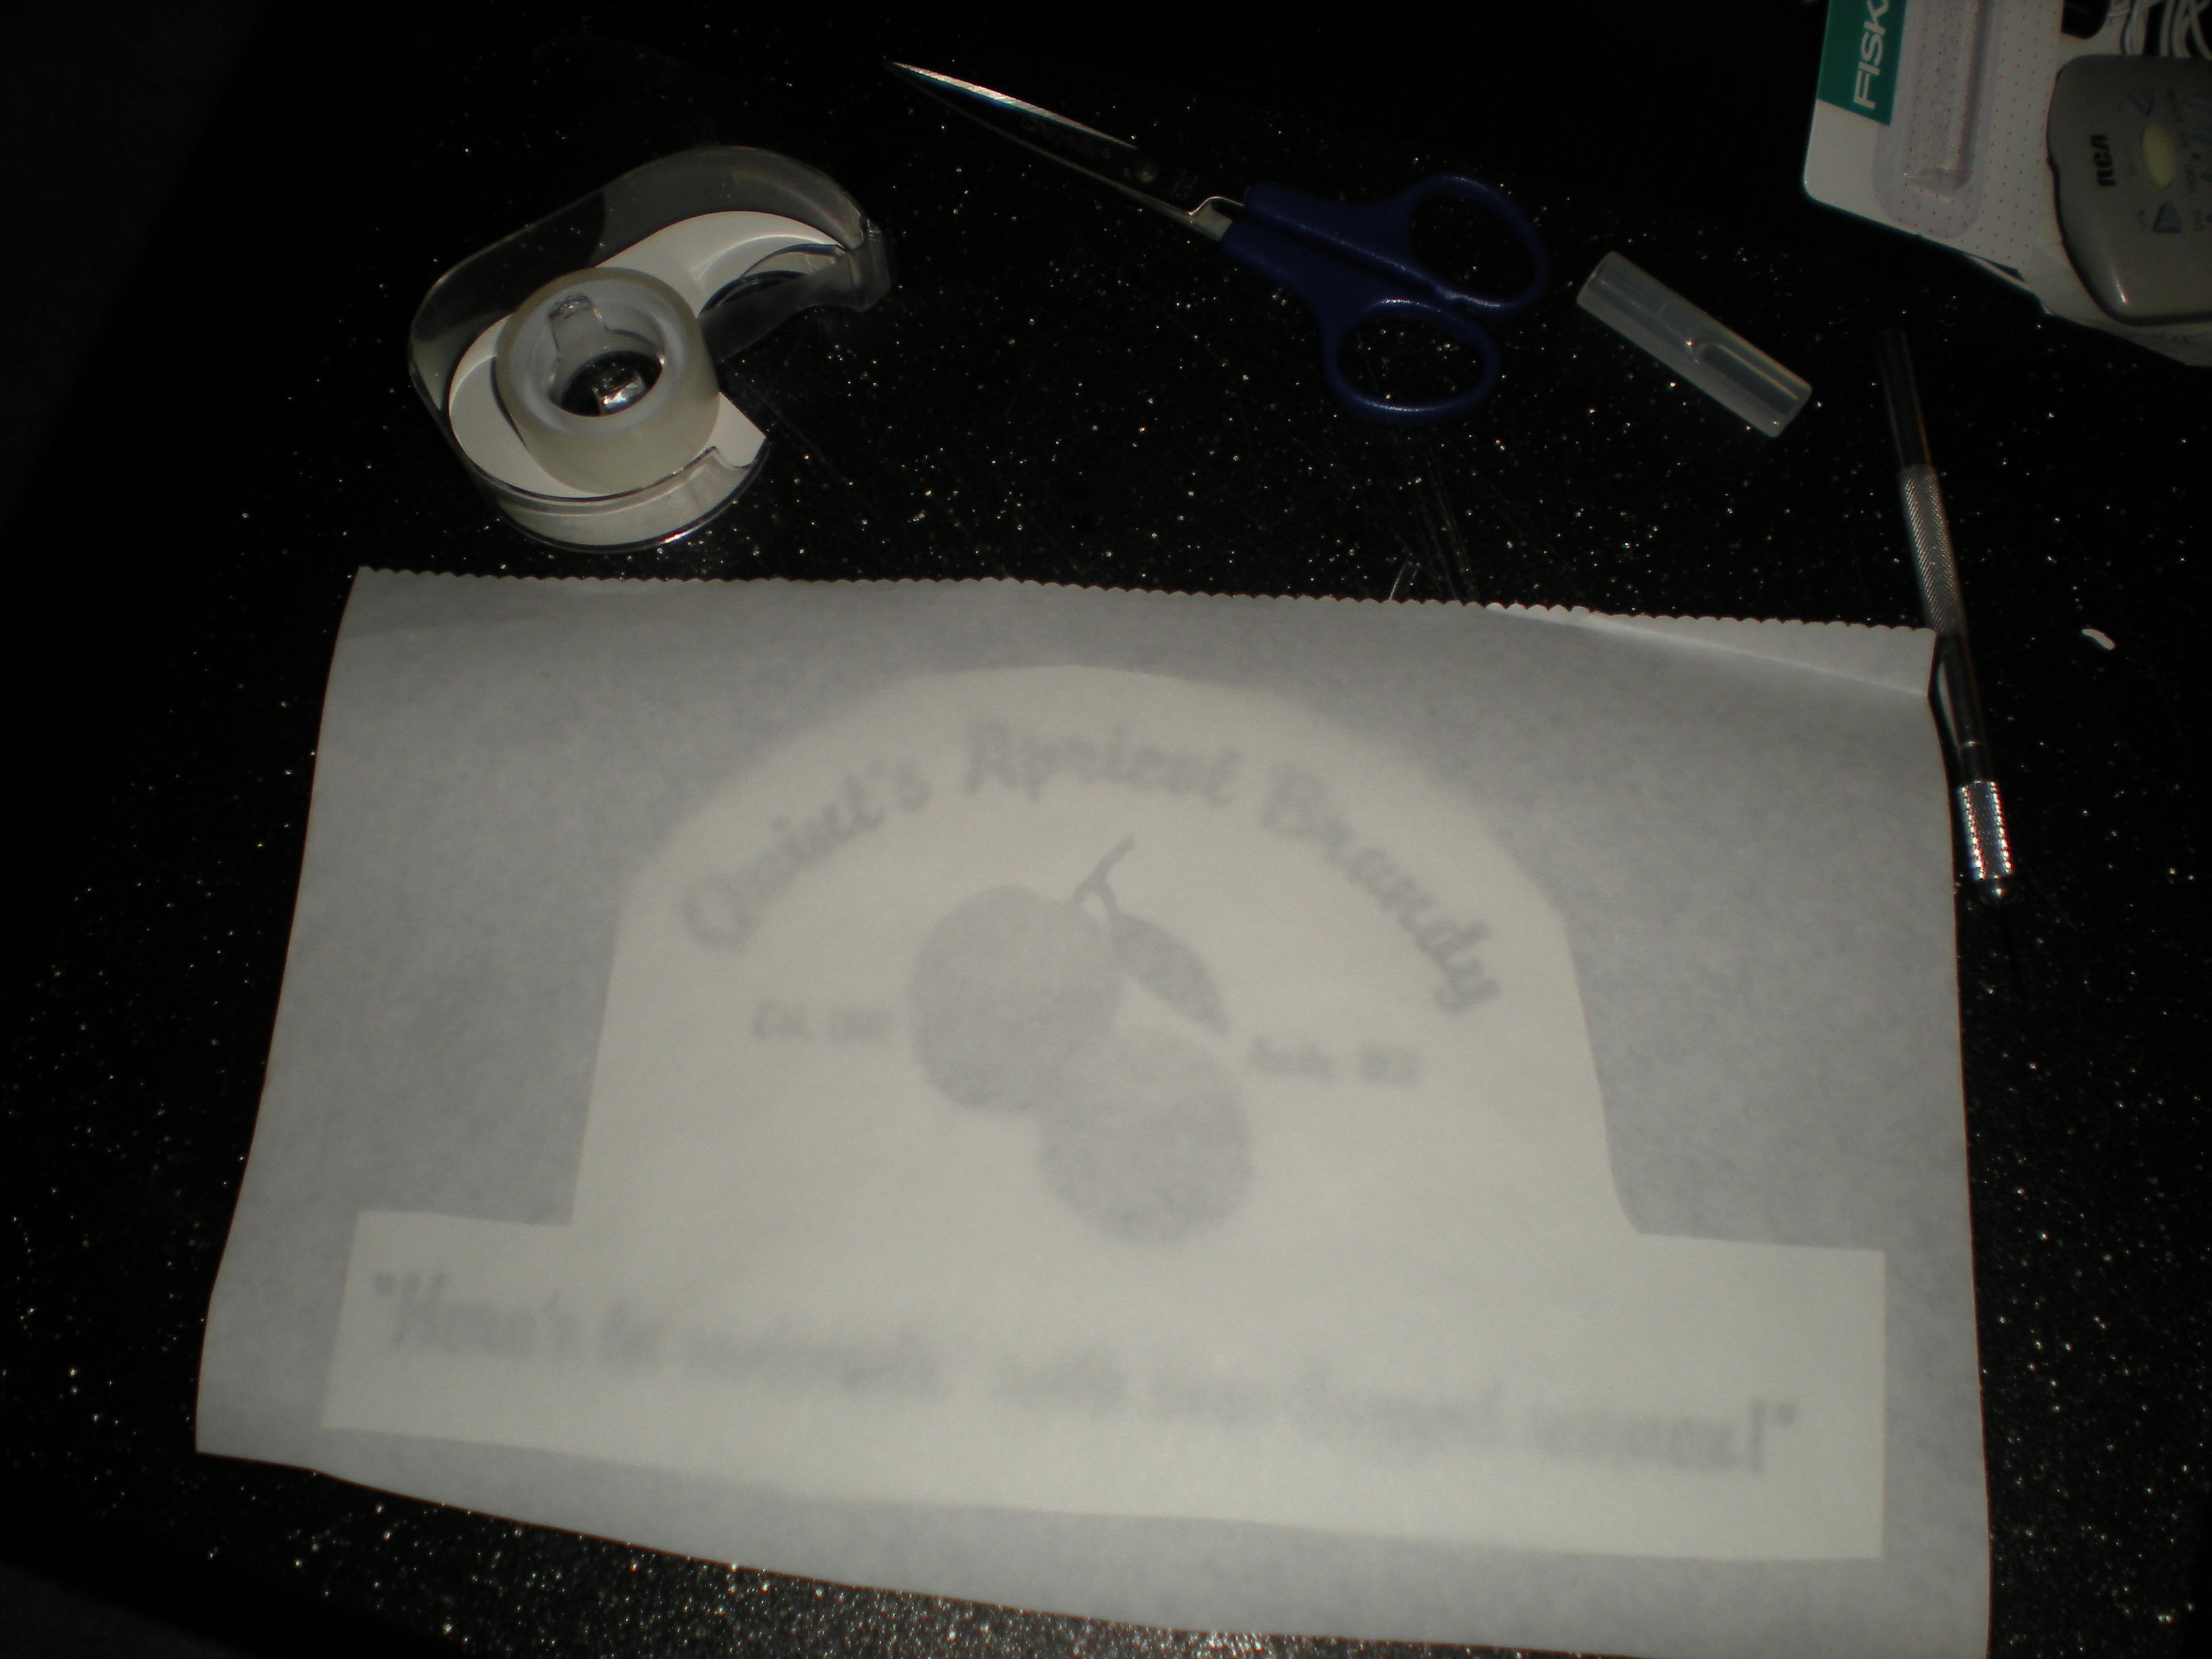 FISK
RCA
Quint's Apricot Brandy
"Here's to swimmin' with bow-legged women!"